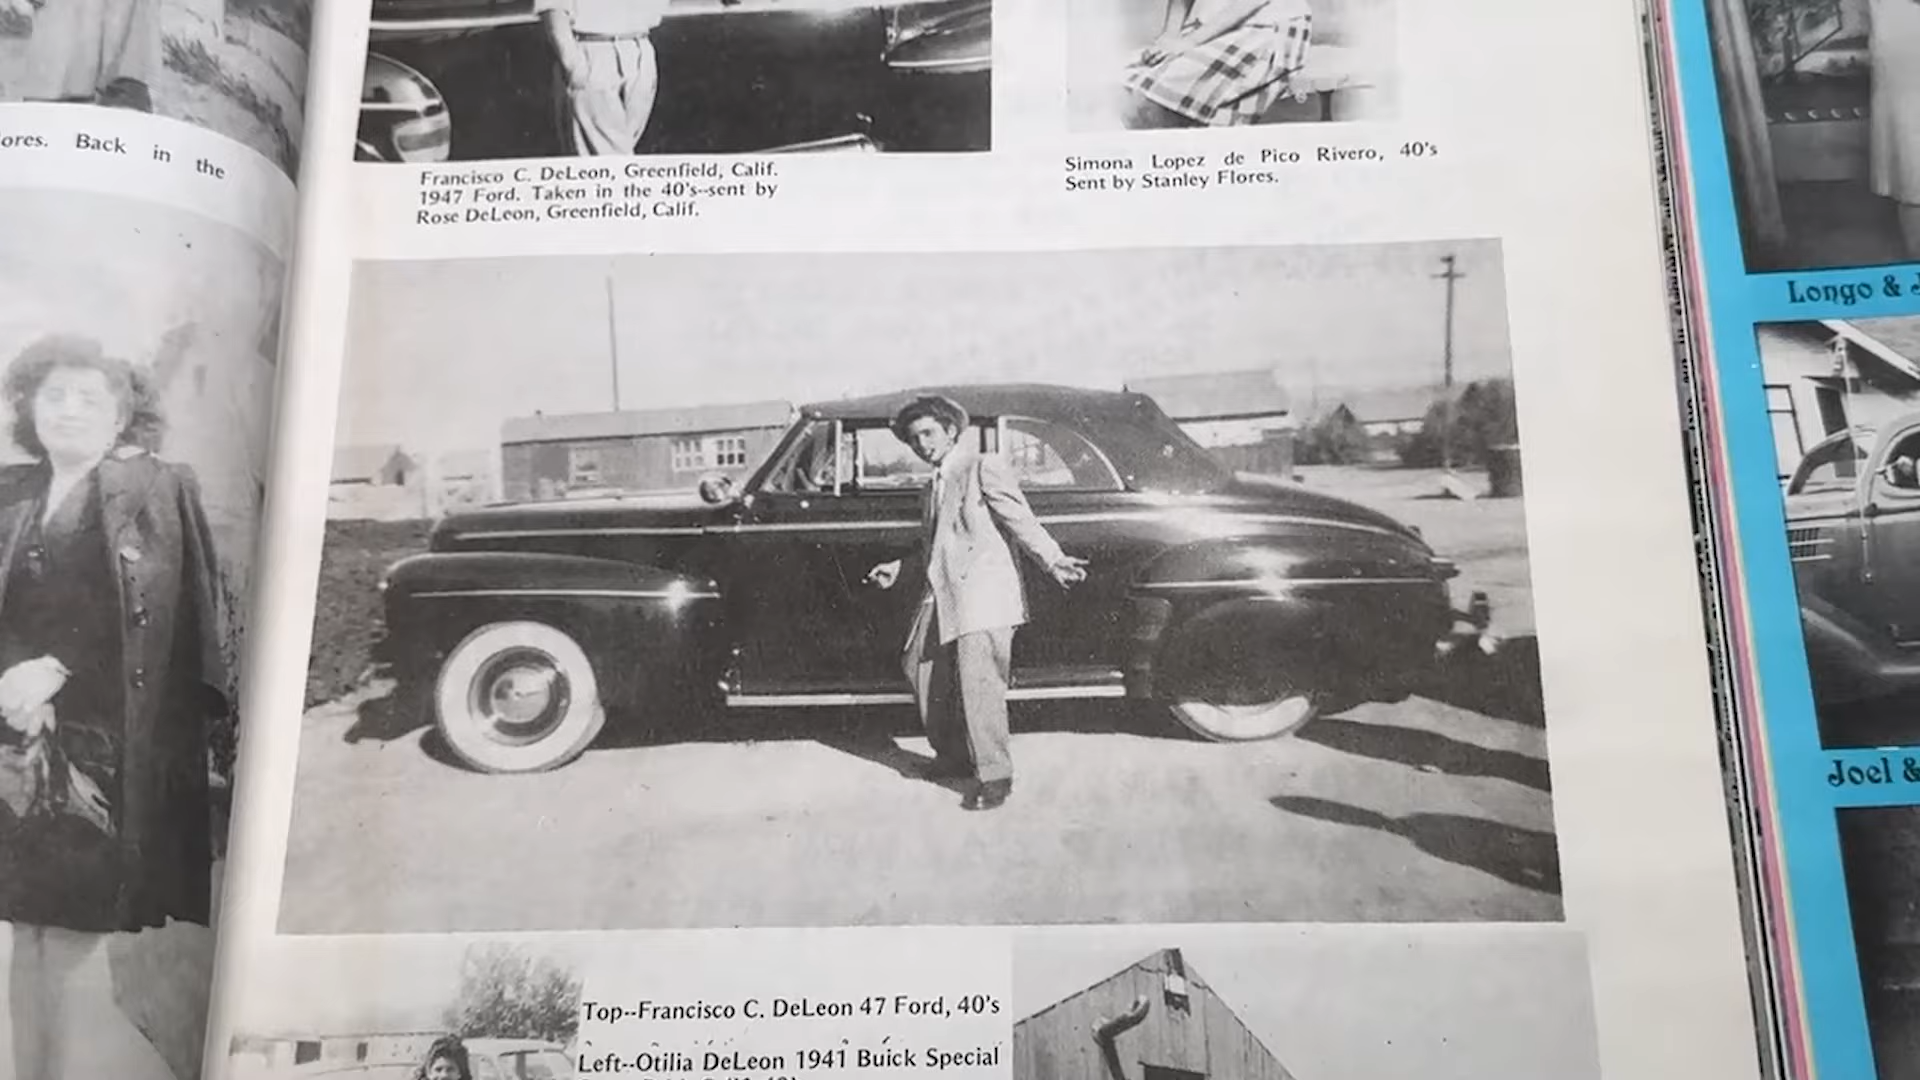 ores. Back in the
Francisco C. DeLeon, Greenfield, Calif.
1947 Ford. Taken in the 40's--sent by
Rose DeLeon, Greenfield, Calif.
Simona Lopez de Pico Rivero, 40's
Sent by Stanley Flores.
Top--Francisco C. DeLeon 47 Ford, 40's
Left--Otilia DeLeon 1941 Buick Special
Longo &
Joel &